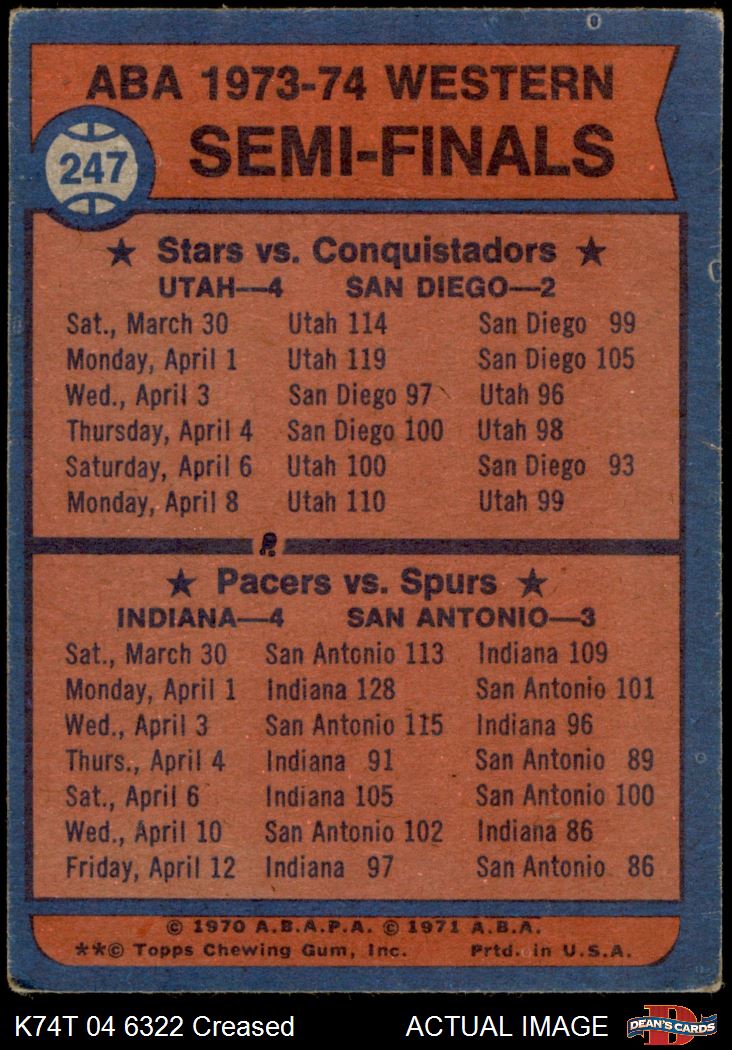 ABA 1973-74 WESTERN
SEMI-FINALS
247
★ Stars vs. Conquistadors ★
UTAH—4 SAN DIEGO—2
Sat., March 30 Utah 114 San Diego 99
Monday, April 1 Utah 119 San Diego 105
Wed., April 3 San Diego 97 Utah 96
Thursday, April 4 San Diego 100 Utah 98
Saturday, April 6 Utah 100 San Diego 93
Monday, April 8 Utah 110 Utah 99
★ Pacers vs. Spurs ★
INDIANA—4 SAN ANTONIO—3
Sat., March 30 San Antonio 113 Indiana 109
Monday, April 1 Indiana 128 San Antonio 101
Wed., April 3 San Antonio 115 Indiana 96
Thurs., April 4 Indiana 91 San Antonio 89
Sat., April 6 Indiana 105 San Antonio 100
Wed., April 10 San Antonio 102 Indiana 86
Friday, April 12 Indiana 97 San Antonio 86
© 1970 A.B.A.P.A. © 1971 A.B.A.
**© Topps Chewing Gum, Inc. Prtd. in U.S.A.
K74T 04 6322 Creased ACTUAL IMAGE DEAN'S CARDS